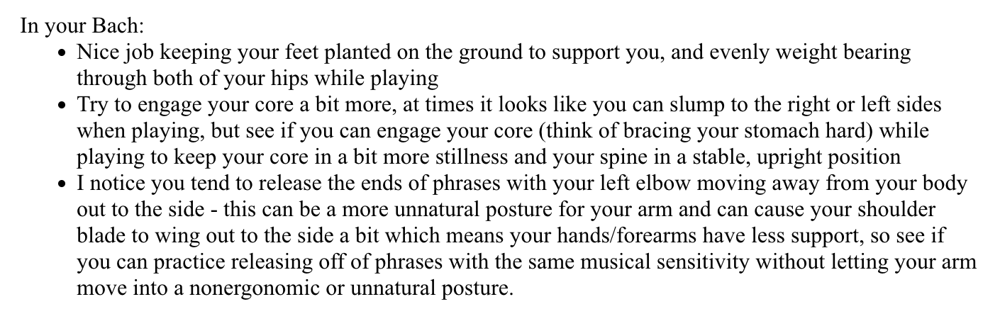 In your Bach:
• Nice job keeping your feet planted on the ground to support you, and evenly weight bearing
through both of your hips while playing
• Try to engage your core a bit more, at times it looks like you can slump to the right or left sides
when playing, but see if you can engage your core (think of bracing your stomach hard) while
playing to keep your core in a bit more stillness and your spine in a stable, upright position
• I notice you tend to release the ends of phrases with your left elbow moving away from your body
out to the side - this can be a more unnatural posture for your arm and can cause your shoulder
blade to wing out to the side a bit which means your hands/forearms have less support, so see if
you can practice releasing off of phrases with the same musical sensitivity without letting your arm
move into a nonergonomic or unnatural posture.